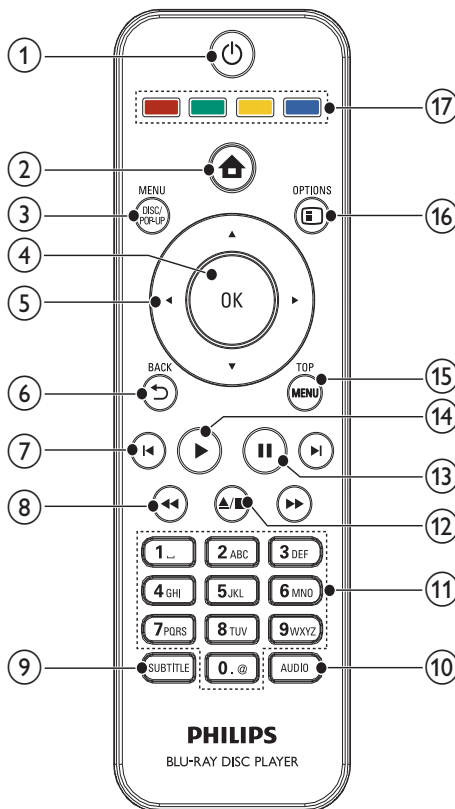 1
17
2
MENU
OPTIONS
3
DISC/
POP-UP
16
4
OK
5
BACK
TOP
15
6
MENU
14
7
13
8
12
1 2 ABC 3 DEF
4 GHI 5 JKL 6 MNO
11
7 PQRS 8 TUV 9 WXYZ
9
SUBTITLE 0 . @ AUDIO
10
PHILIPS
BLU-RAY DISC PLAYER